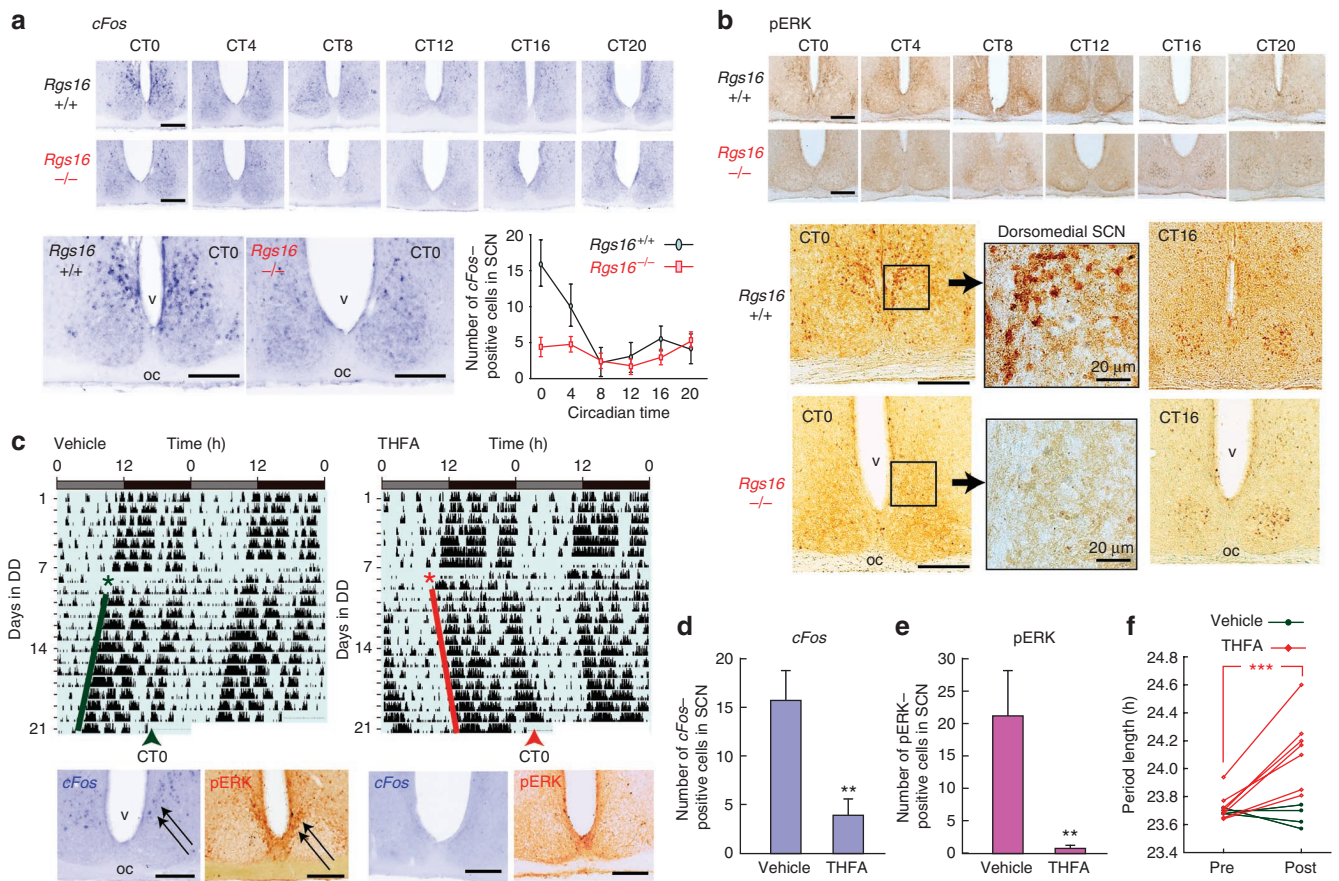 a
cFos
CT0 CT4 CT8 CT12 CT16 CT20
Rgs16
+/+
Rgs16
–/–
Rgs16
+/+
CT0
v
oc
Rgs16
–/–
CT0
v
oc
Number of cFos–
positive cells in SCN
20
15
10
5
0
Rgs16+/+
Rgs16–/–
0 4 8 12 16 20
Circadian time
b
pERK
CT0 CT4 CT8 CT12 CT16 CT20
Rgs16
+/+
Rgs16
–/–
Rgs16
+/+
CT0
Dorsomedial SCN
20 μm
CT16
Rgs16
–/–
CT0
v
oc
20 μm
CT16
v
oc
c
Vehicle Time (h)
0 12 0 12 0
Days in DD
1
7
14
21
*
CT0
THFA Time (h)
0 12 0 12 0
Days in DD
1
7
14
21
*
CT0
cFos
v
oc
pERK
cFos
pERK
d
cFos
Number of cFos–
positive cells in SCN
20
15
10
5
0
**
Vehicle THFA
e
pERK
Number of pERK–
positive cells in SCN
30
25
20
15
10
5
0
**
Vehicle THFA
f
Vehicle
THFA
***
Period length (h)
24.8
24.6
24.4
24.2
24.0
23.8
23.6
23.4
Pre Post